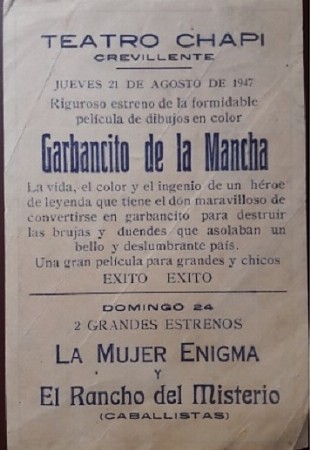 TEATRO CHAPI
CREVILLENTE
JUEVES 21 DE AGOSTO DE 1947
Riguroso estreno de la formidable
película de dibujos en color
Garbancito de la Mancha
La vida, el color y el ingenio de un héroe
de leyenda que tiene el don maravilloso de
convertirse en garbancito para destruir
las brujas y duendes que asolaban un
bello y deslumbrante país.
Una gran película para grandes y chicos
EXITO EXITO
DOMINGO 24
2 GRANDES ESTRENOS
LA MUJER ENIGMA
Y
El Rancho del Misterio
(CABALLISTAS)